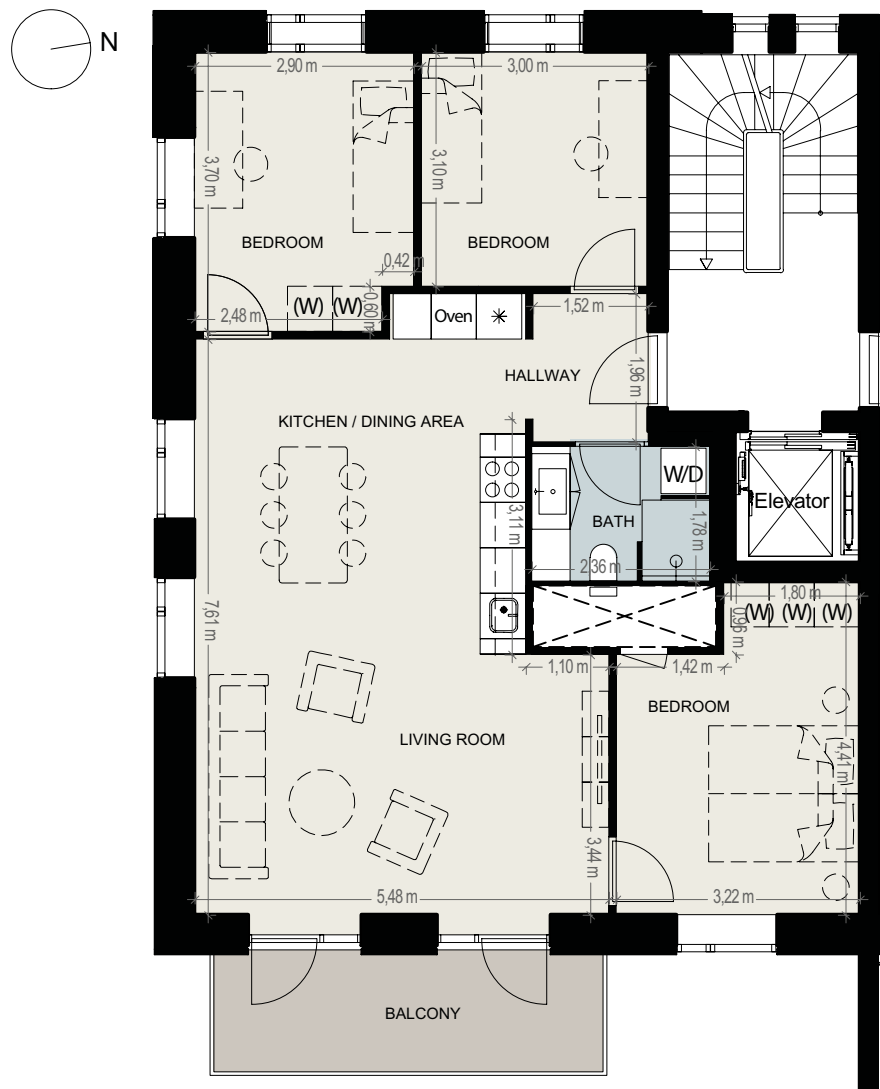 N
2,90 m
3,00 m
3,70 m
3,10 m
BEDROOM
BEDROOM
0,42 m
(W)
(W)
0,60 m
2,48 m
Oven
1,52 m
1,96 m
HALLWAY
KITCHEN / DINING AREA
W/D
Elevator
3,11 m
BATH
1,78 m
2,36 m
7,61 m
1,80 m
(W)
(W)
(W)
0,96 m
1,10 m
1,42 m
BEDROOM
LIVING ROOM
4,41 m
3,44 m
5,48 m
3,22 m
BALCONY